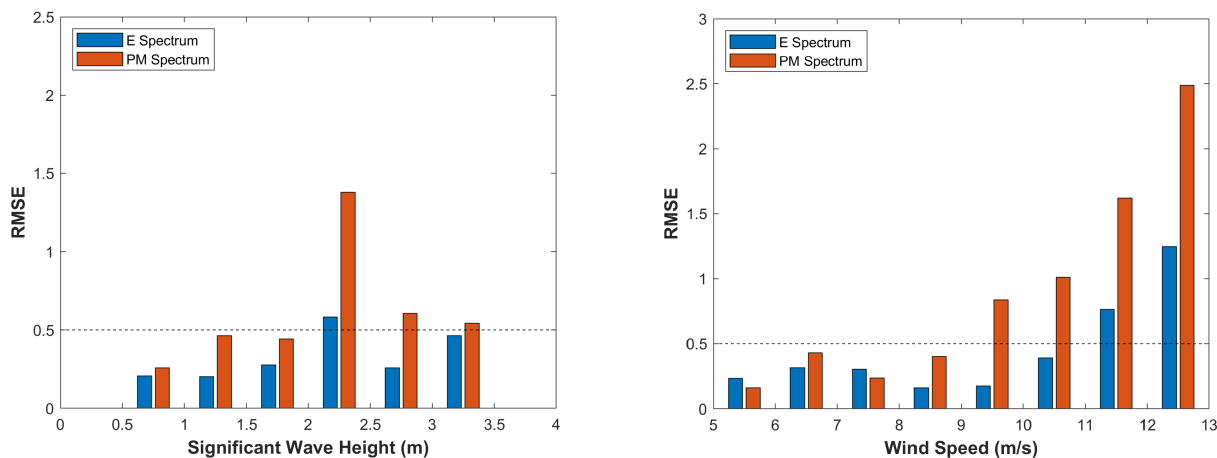 2.5
2
1.5
1
0.5
0
RMSE
E Spectrum
PM Spectrum
0 0.5 1 1.5 2 2.5 3 3.5 4
Significant Wave Height (m)
3
2.5
2
1.5
1
0.5
0
RMSE
E Spectrum
PM Spectrum
5 6 7 8 9 10 11 12 13
Wind Speed (m/s)